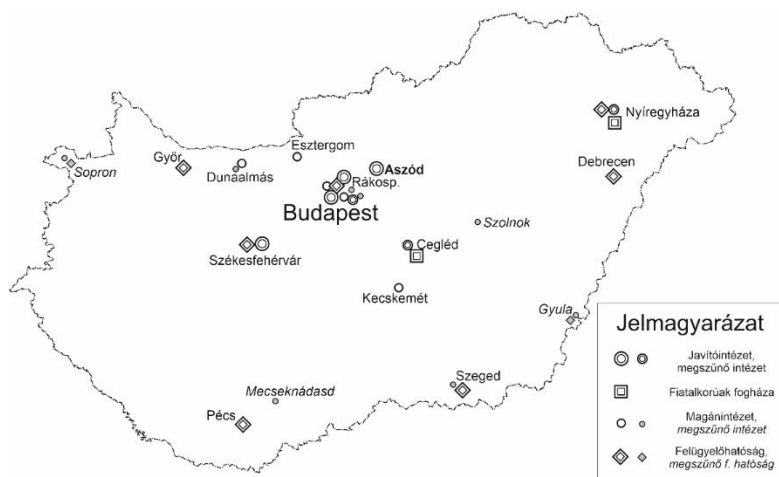 Nyíregyháza
Esztergom
Győr
Aszód
Sopron
Dunaalmás
Rákosp.
Debrecen
Budapest
Szolnok
Cegléd
Székesfehérvár
Kecskemét
Gyula
Szeged
Mecseknádasd
Pécs
Jelmagyarázat
Javítóintézet,
megszűnő intézet
Fiatalkorúak fogháza
Magánintézet,
megszűnő intézet
Felügyelőhatóság,
megszűnő f. hatóság